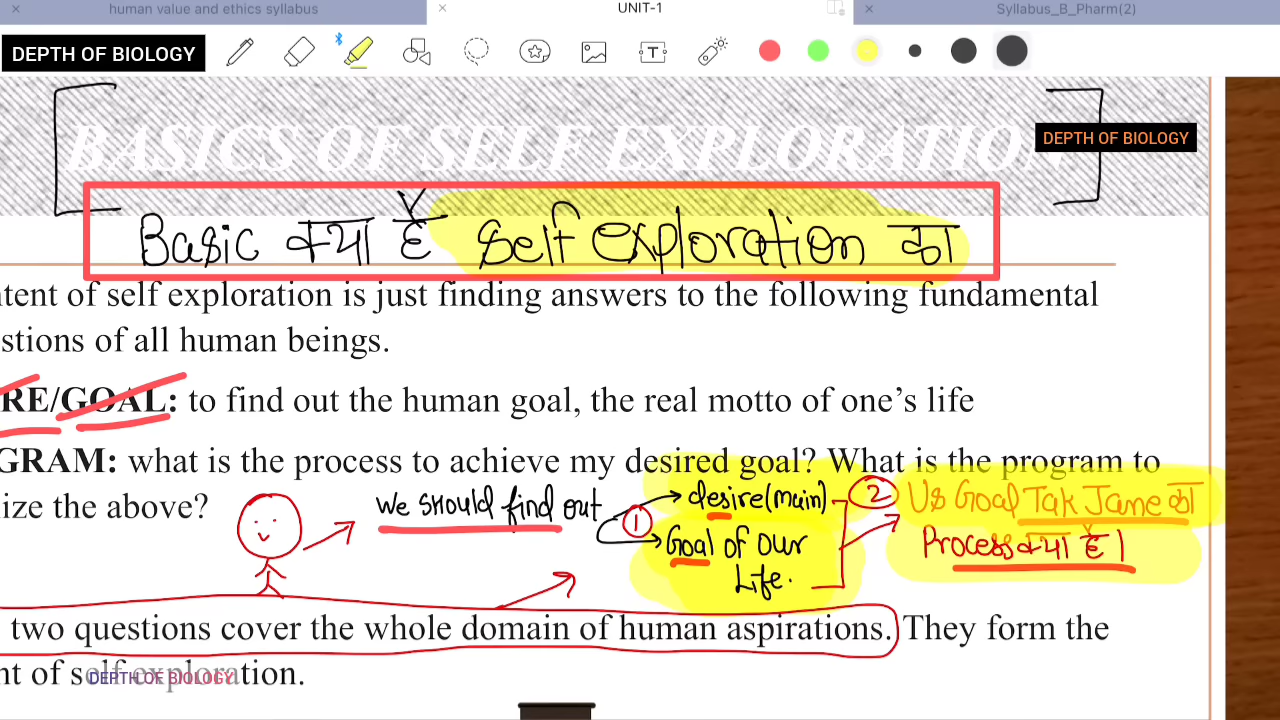 human value and ethics syllabus
UNIT-1
Syllabus_B_Pharm(2)
DEPTH OF BIOLOGY
BASICS OF SELF EXPLORATION
DEPTH OF BIOLOGY
Basic क्या है Self exploration का
ntent of self exploration is just finding answers to the following fundamental
stions of all human beings.
RE/GOAL: to find out the human goal, the real motto of one's life
GRAM: what is the process to achieve my desired goal? What is the program to
ize the above?
we should find out
① desire(main)
Goal of our
Life.
② Us Goal Tak Jane का
Process क्या है।
two questions cover the whole domain of human aspirations. They form the
nt of self exploration.
DEPTH OF BIOLOGY